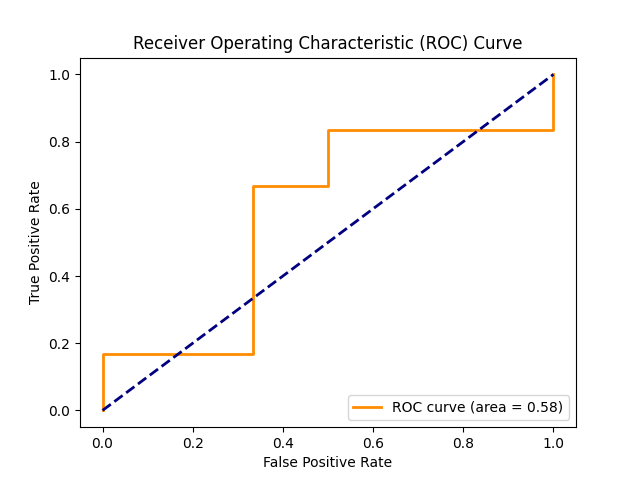 Receiver Operating Characteristic (ROC) Curve
True Positive Rate
1.0
0.8
0.6
0.4
0.2
0.0
ROC curve (area = 0.58)
0.0 0.2 0.4 0.6 0.8 1.0
False Positive Rate